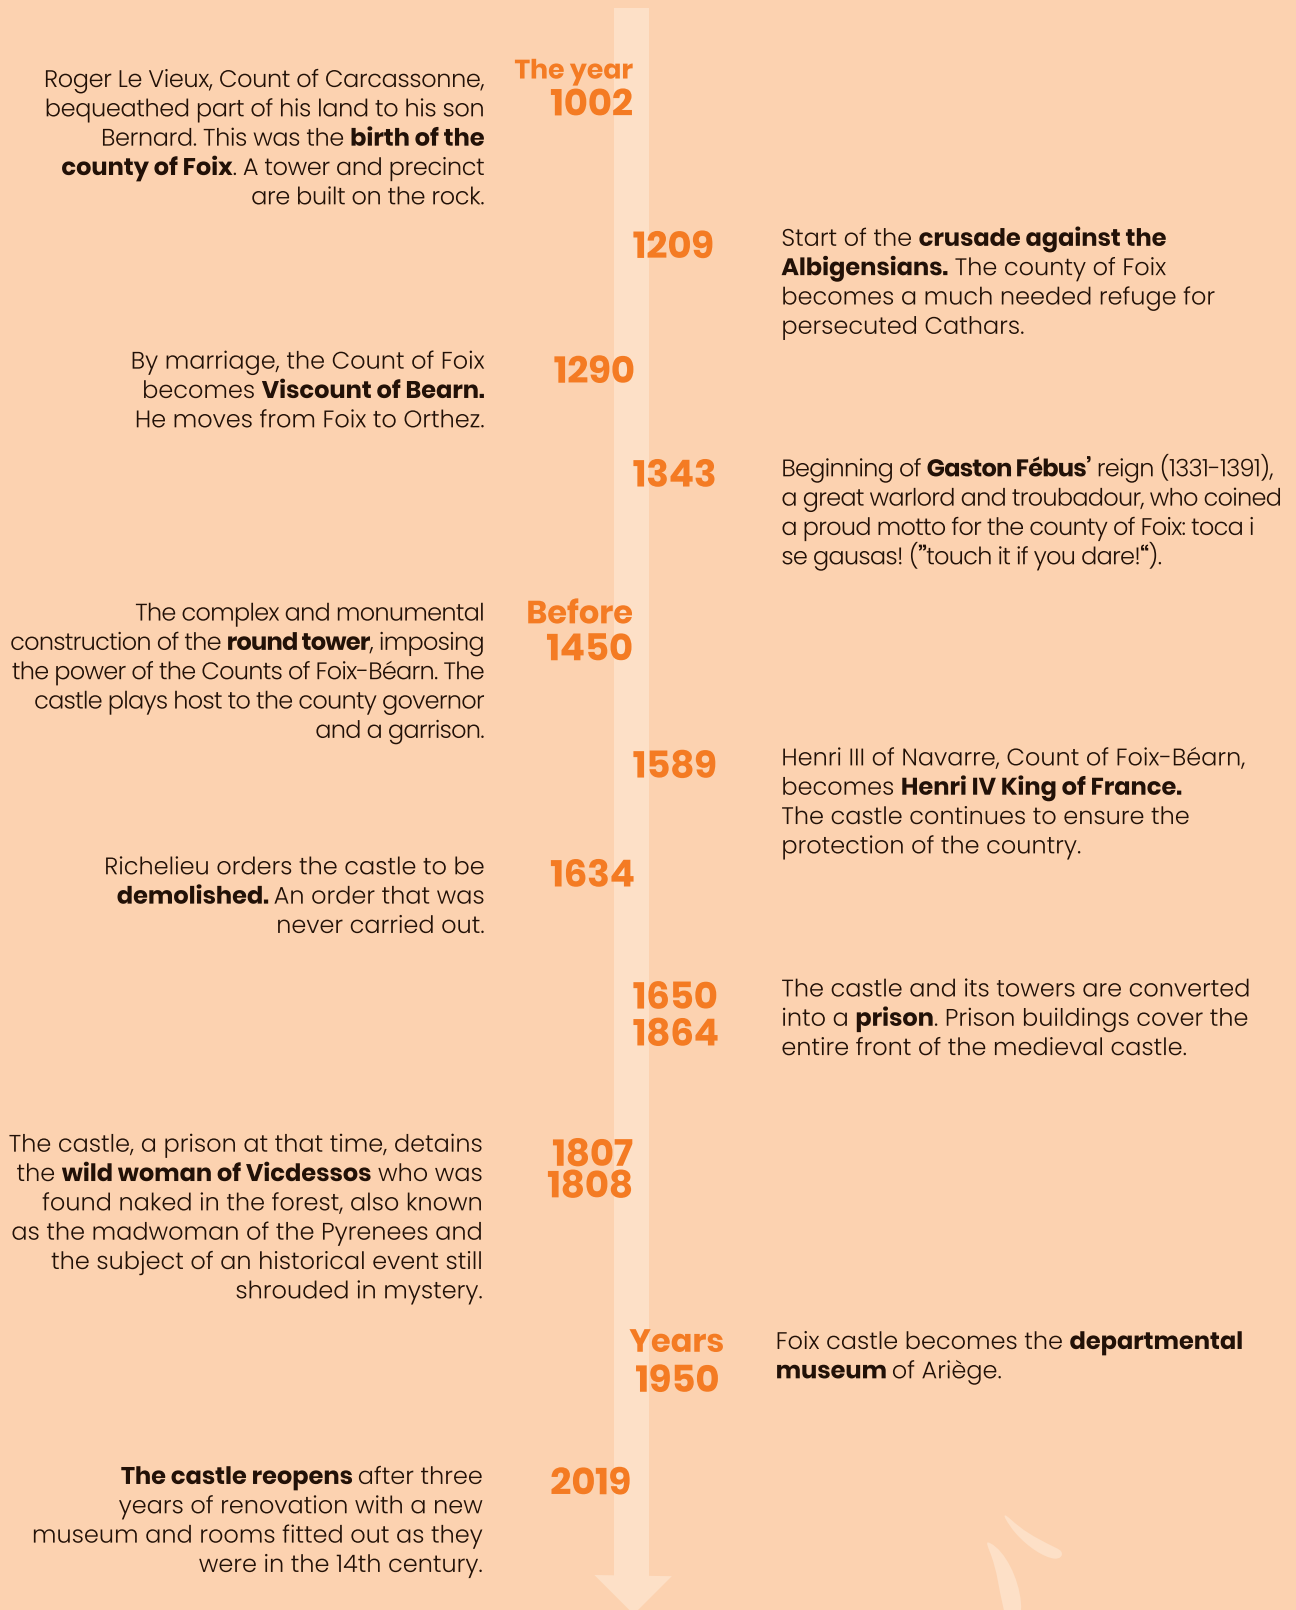 The year
1002
Roger Le Vieux, Count of Carcassonne,
bequeathed part of his land to his son
Bernard. This was the birth of the
county of Foix. A tower and precinct
are built on the rock.
1209
Start of the crusade against the
Albigensians. The county of Foix
becomes a much needed refuge for
persecuted Cathars.
1290
By marriage, the Count of Foix
becomes Viscount of Bearn.
He moves from Foix to Orthez.
1343
Beginning of Gaston Fébus’ reign (1331-1391),
a great warlord and troubadour, who coined
a proud motto for the county of Foix: toca i
se gausas! (”touch it if you dare!“).
Before
1450
The complex and monumental
construction of the round tower, imposing
the power of the Counts of Foix-Béarn. The
castle plays host to the county governor
and a garrison.
1589
Henri III of Navarre, Count of Foix-Béarn,
becomes Henri IV King of France.
The castle continues to ensure the
protection of the country.
1634
Richelieu orders the castle to be
demolished. An order that was
never carried out.
1650
1864
The castle and its towers are converted
into a prison. Prison buildings cover the
entire front of the medieval castle.
1807
1808
The castle, a prison at that time, detains
the wild woman of Vicdessos who was
found naked in the forest, also known
as the madwoman of the Pyrenees and
the subject of an historical event still
shrouded in mystery.
Years
1950
Foix castle becomes the departmental
museum of Ariège.
2019
The castle reopens after three
years of renovation with a new
museum and rooms fitted out as they
were in the 14th century.